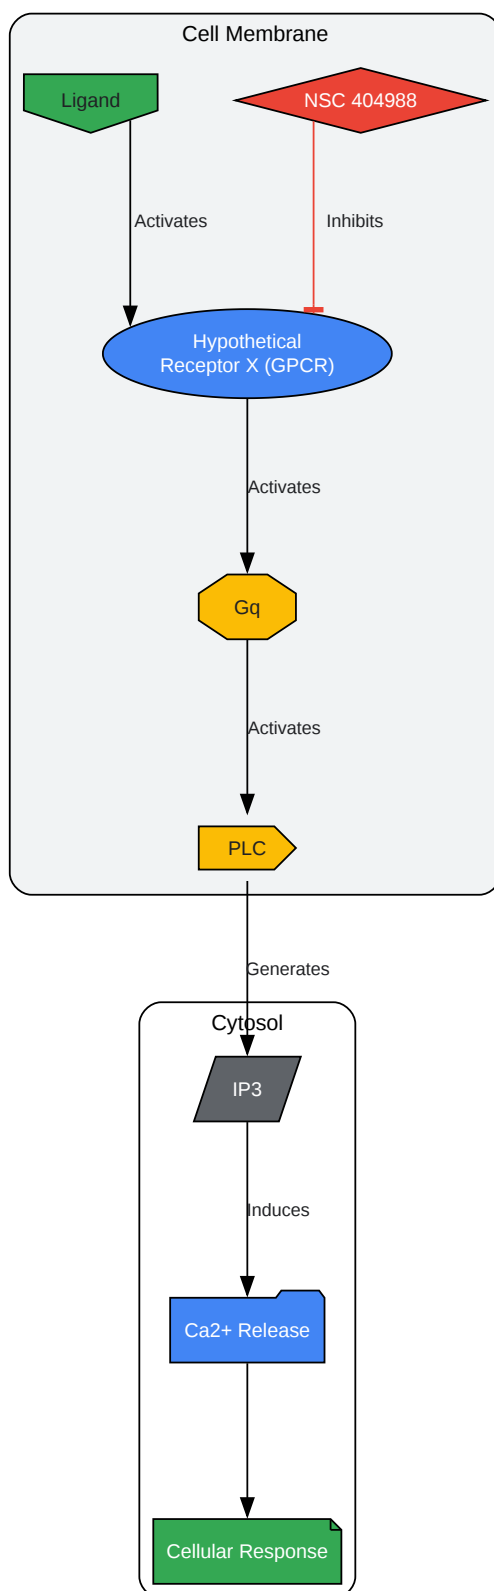 Cell Membrane
Ligand
NSC 404988
Activates
Inhibits
Hypothetical
Receptor X (GPCR)
Activates
Gq
Activates
PLC
Generates
Cytosol
IP3
Induces
Ca2+ Release
Cellular Response